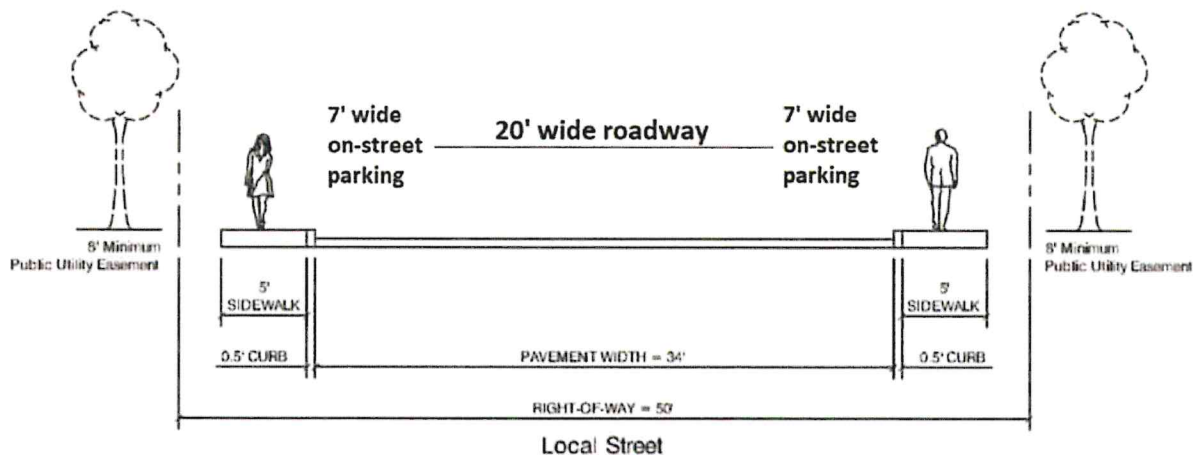 7' wide
on-street
parking
20' wide roadway
7' wide
on-street
parking
8' Minimum
Public Utility Easement
8' Minimum
Public Utility Easement
5'
SIDEWALK
5'
SIDEWALK
0.5' CURB
PAVEMENT WIDTH = 34'
0.5' CURB
RIGHT-OF-WAY = 50'
Local Street